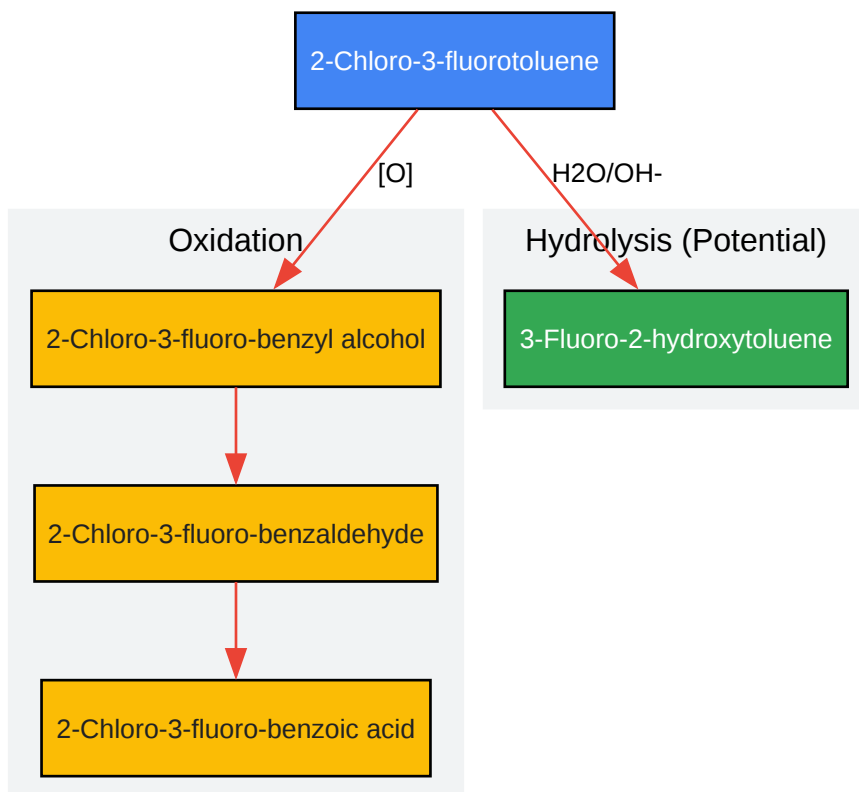 2-Chloro-3-fluorotoluene
[O]
H2O/OH-
Oxidation
Hydrolysis (Potential)
2-Chloro-3-fluoro-benzyl alcohol
3-Fluoro-2-hydroxytoluene
2-Chloro-3-fluoro-benzaldehyde
2-Chloro-3-fluoro-benzoic acid